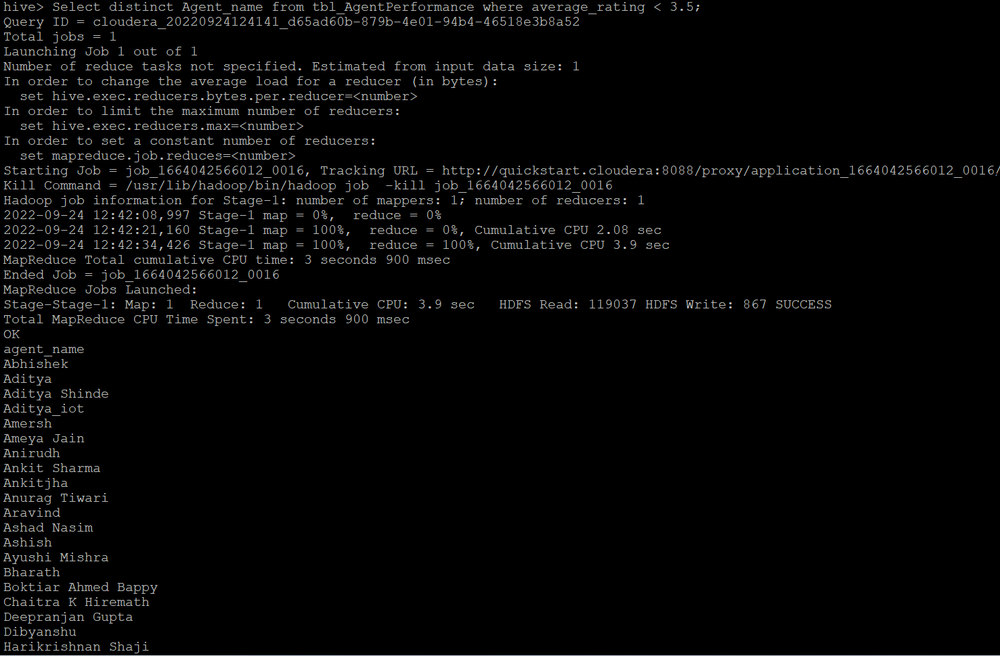 hive> Select distinct Agent_name from tbl_AgentPerformance where average_rating < 3.5;
Query ID = cloudera_20220924124141_d65ad60b-879b-4e01-94b4-46518e3b8a52
Total jobs = 1
Launching Job 1 out of 1
Number of reduce tasks not specified. Estimated from input data size: 1
In order to change the average load for a reducer (in bytes):
  set hive.exec.reducers.bytes.per.reducer=<number>
In order to limit the maximum number of reducers:
  set hive.exec.reducers.max=<number>
In order to set a constant number of reducers:
  set mapreduce.job.reduces=<number>
Starting Job = job_1664042566012_0016, Tracking URL = http://quickstart.cloudera:8088/proxy/application_1664042566012_0016/
Kill Command = /usr/lib/hadoop/bin/hadoop job  -kill job_1664042566012_0016
Hadoop job information for Stage-1: number of mappers: 1; number of reducers: 1
2022-09-24 12:42:08,997 Stage-1 map = 0%,  reduce = 0%
2022-09-24 12:42:21,160 Stage-1 map = 100%,  reduce = 0%, Cumulative CPU 2.08 sec
2022-09-24 12:42:34,426 Stage-1 map = 100%,  reduce = 100%, Cumulative CPU 3.9 sec
MapReduce Total cumulative CPU time: 3 seconds 900 msec
Ended Job = job_1664042566012_0016
MapReduce Jobs Launched:
Stage-Stage-1: Map: 1  Reduce: 1   Cumulative CPU: 3.9 sec   HDFS Read: 119037 HDFS Write: 867 SUCCESS
Total MapReduce CPU Time Spent: 3 seconds 900 msec
OK
agent_name
Abhishek
Aditya
Aditya Shinde
Aditya_iot
Amersh
Ameya Jain
Anirudh
Ankit Sharma
Ankitjha
Anurag Tiwari
Aravind
Ashad Nasim
Ashish
Ayushi Mishra
Bharath
Boktiar Ahmed Bappy
Chaitra K Hiremath
Deepranjan Gupta
Dibyanshu
Harikrishnan Shaji